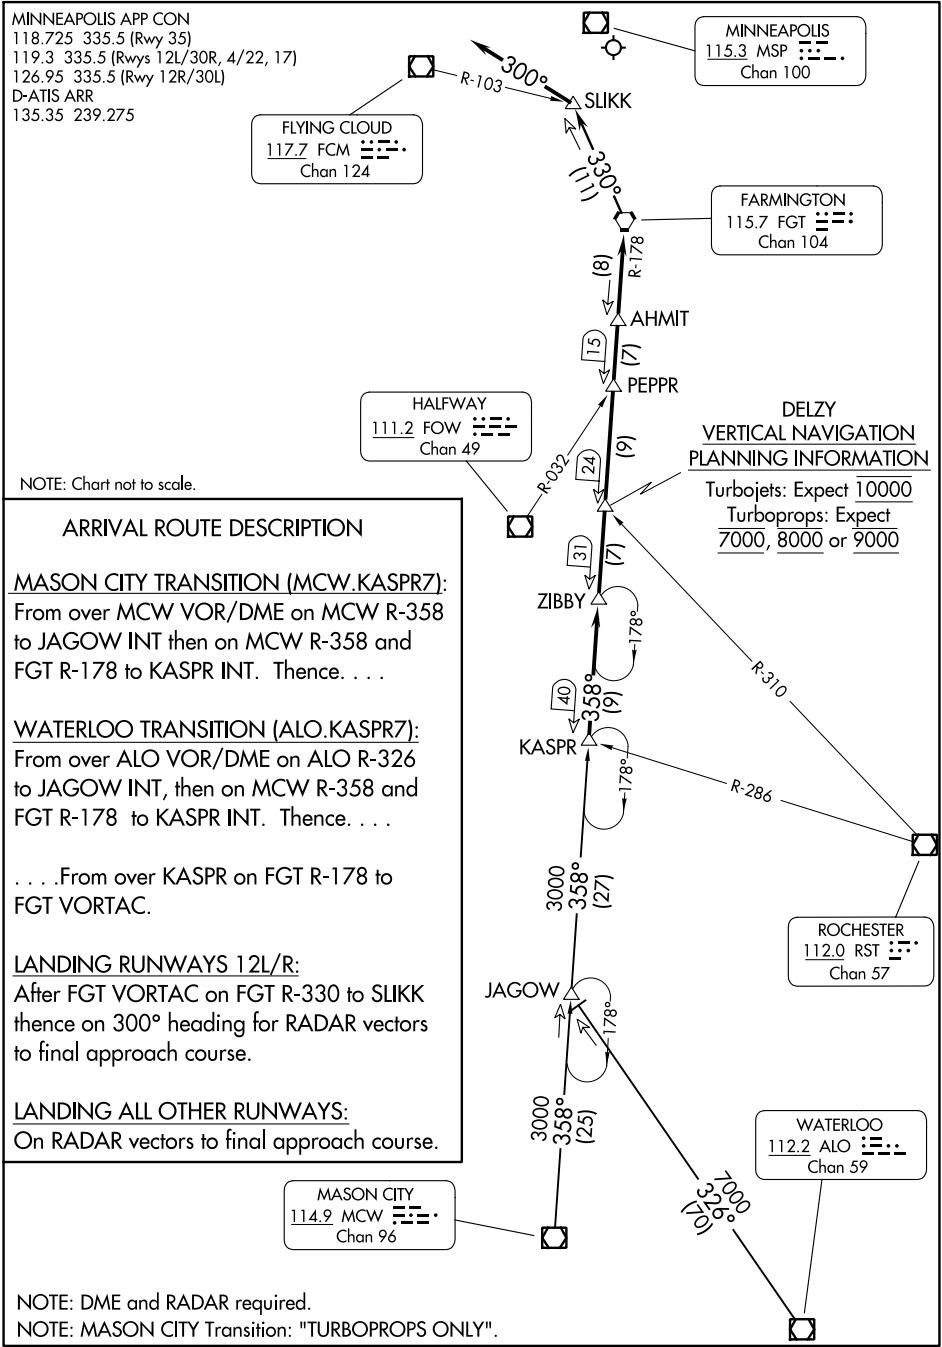 MINNEAPOLIS APP CON
118.725 335.5 (Rwy 35)
119.3 335.5 (Rwys 12L/30R, 4/22, 17)
126.95 335.5 (Rwy 12R/30L)
D-ATIS ARR
135.35 239.275
MINNEAPOLIS
115.3 MSP
Chan 100
300°
R-103
SLIKK
FLYING CLOUD
117.7 FCM
Chan 124
330°
(11)
FARMINGTON
115.7 FGT
Chan 104
R-178
(8)
AHMIT
15
(7)
PEPPR
HALFWAY
111.2 FOW
Chan 49
R-032
24
(9)
DELZY
VERTICAL NAVIGATION
PLANNING INFORMATION
Turbojets: Expect 10000
Turboprops: Expect
7000, 8000 or 9000
NOTE: Chart not to scale.
31
(7)
ZIBBY
178°
R-310
40
358°
(9)
KASPR
178°
R-286
3000
358°
(27)
ROCHESTER
112.0 RST
Chan 57
JAGOW
178°
3000
358°
(25)
7000
326°
(70)
WATERLOO
112.2 ALO
Chan 59
MASON CITY
114.9 MCW
Chan 96
ARRIVAL ROUTE DESCRIPTION
MASON CITY TRANSITION (MCW.KASPR7):
From over MCW VOR/DME on MCW R-358
to JAGOW INT then on MCW R-358 and
FGT R-178 to KASPR INT. Thence. . . .
WATERLOO TRANSITION (ALO.KASPR7):
From over ALO VOR/DME on ALO R-326
to JAGOW INT, then on MCW R-358 and
FGT R-178 to KASPR INT. Thence. . . .
. . . .From over KASPR on FGT R-178 to
FGT VORTAC.
LANDING RUNWAYS 12L/R:
After FGT VORTAC on FGT R-330 to SLIKK
thence on 300° heading for RADAR vectors
to final approach course.
LANDING ALL OTHER RUNWAYS:
On RADAR vectors to final approach course.
NOTE: DME and RADAR required.
NOTE: MASON CITY Transition: "TURBOPROPS ONLY".